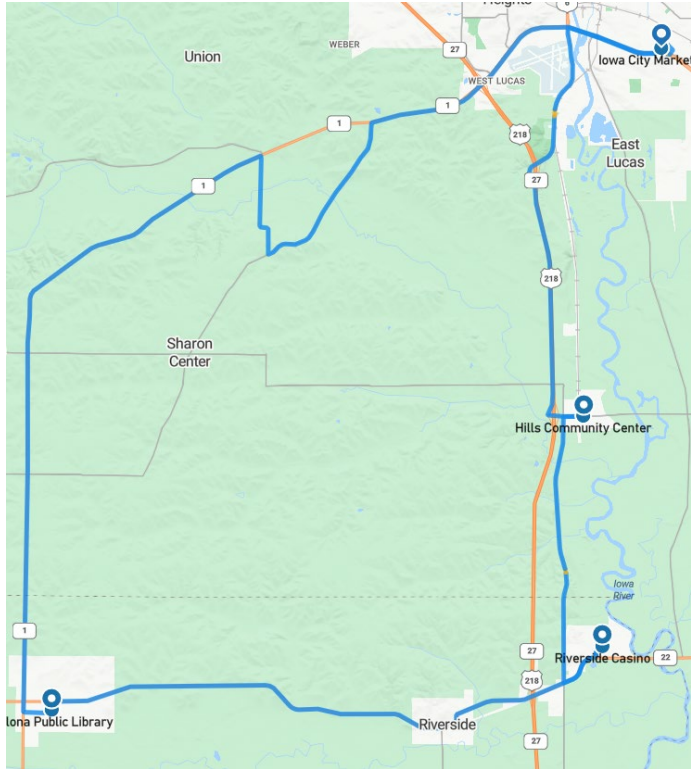 Heights
6
Union
WEBER
27
Iowa City Market
WEST LUCAS
1
1
218
East
Lucas
27
1
218
Sharon
Center
Hills Community Center
Iowa
River
1
27
Riverside Casino
22
218
lona Public Library
Riverside
27